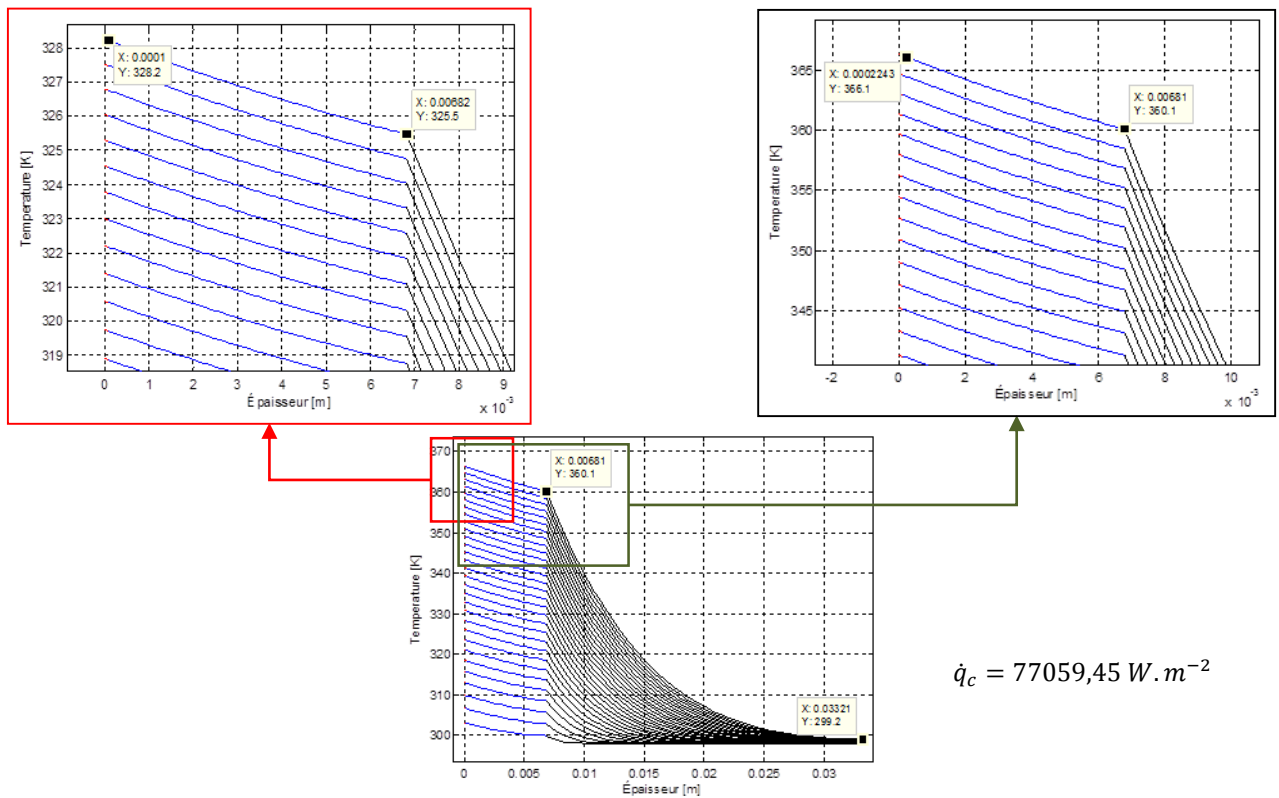 328
327
326
325
324
323
322
321
320
319
Temperature [K]
X: 0.0001
Y: 328.2
X: 0.00682
Y: 325.5
0 1 2 3 4 5 6 7 8 9
Épaisseur [m]
x 10⁻³
365
360
355
350
345
Temperature [K]
X: 0.0002243
Y: 366.1
X: 0.00681
Y: 360.1
-2 0 2 4 6 8 10
Épaisseur [m]
x 10⁻³
370
360
350
340
330
320
310
300
Temperature [K]
X: 0.00681
Y: 360.1
X: 0.03321
Y: 299.2
0 0.005 0.01 0.015 0.02 0.025 0.03
Épaisseur [m]
q̇c = 77059,45 W.m⁻²